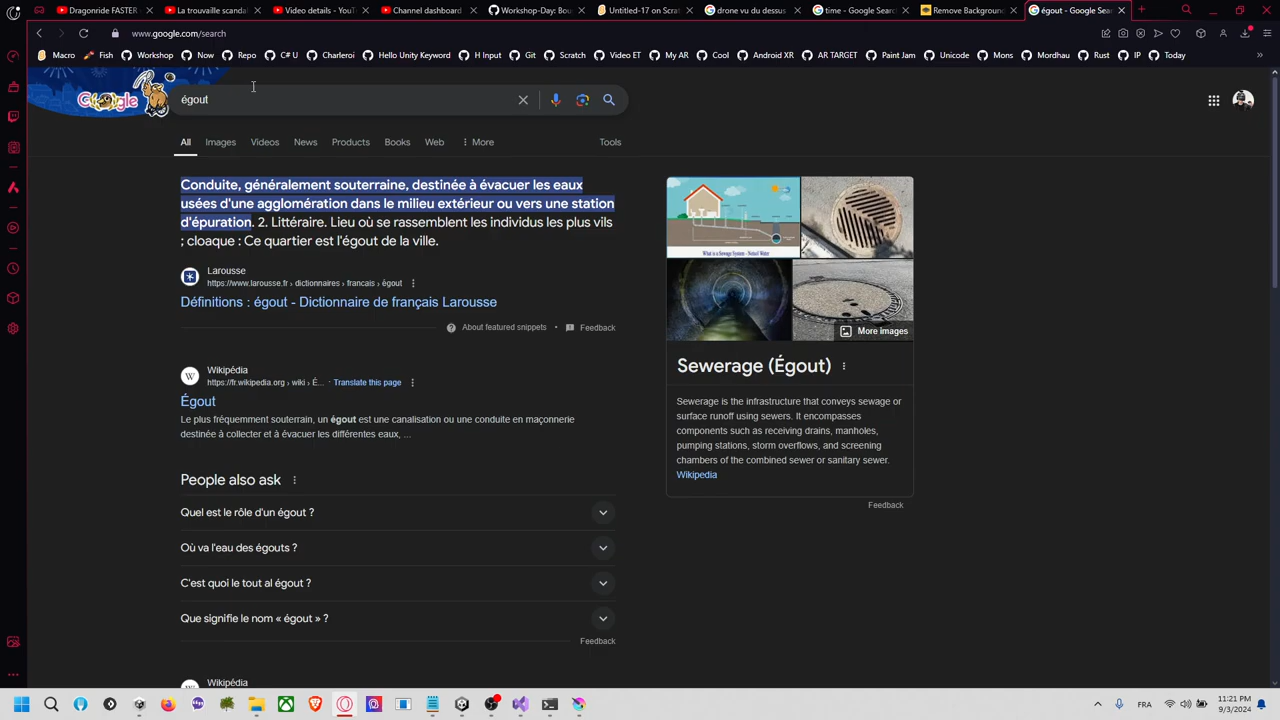 Dragonride FASTER
La trouvaille scandal
Video details - YouT
Channel dashboard
Workshop-Day: Bou
Untitled-17 on Scrat
drone vu du dessus
time - Google Sear
Remove Background
égout - Google Sear
www.google.com/search
Macro
Fish
Workshop
Now
Repo
C# U
Charleroi
Hello Unity Keyword
H Input
Git
Scratch
Video ET
My AR
Cool
Android XR
AR TARGET
Paint Jam
Unicode
Mons
Mordhau
Rust
IP
Today
Google
égout
All
Images
Videos
News
Products
Books
Web
More
Tools
Conduite, généralement souterraine, destinée à évacuer les eaux
usées d'une agglomération dans le milieu extérieur ou vers une station
d'épuration. 2. Littéraire. Lieu où se rassemblent les individus les plus vils
; cloaque : Ce quartier est l'égout de la ville.
Larousse
https://www.larousse.fr › dictionnaires › francais › égout
Définitions : égout - Dictionnaire de français Larousse
About featured snippets • Feedback
Wikipédia
https://fr.wikipedia.org › wiki › É... · Translate this page
Égout
Le plus fréquemment souterrain, un égout est une canalisation ou une conduite en maçonnerie
destinée à collecter et à évacuer les différentes eaux, ...
People also ask
Quel est le rôle d'un égout ?
Où va l'eau des égouts ?
C'est quoi le tout al égout ?
Que signifie le nom « égout » ?
Feedback
Wikipédia
More images
Sewerage (Égout)
Sewerage is the infrastructure that conveys sewage or
surface runoff using sewers. It encompasses
components such as receiving drains, manholes,
pumping stations, storm overflows, and screening
chambers of the combined sewer or sanitary sewer.
Wikipedia
Feedback
FRA
11:21 PM
9/3/2024